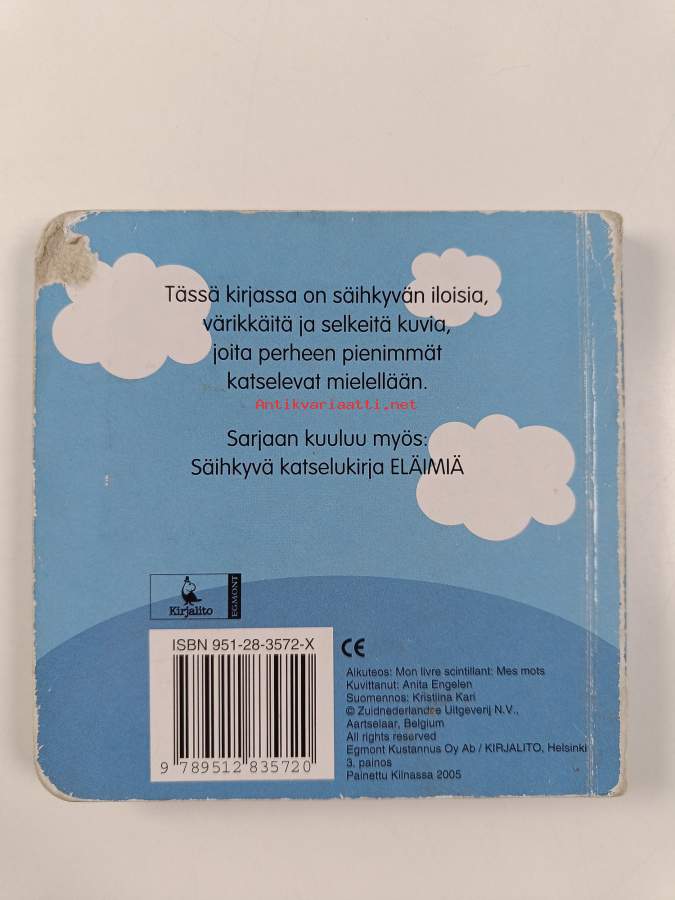 Tässä kirjassa on säihkyvän iloisia,
värikkäitä ja selkeitä kuvia,
joita perheen pienimmät
katselevat mielellään.
Antikvariaatti.net
Sarjaan kuuluu myös:
Säihkyvä katselukirja ELÄIMIÄ
Kirjalito
EGMONT
ISBN 951-28-3572-X
9 789512 835720
CE
Alkuteos: Mon livre scintillant: Mes mots
Kuvittanut: Anita Engelen
Suomennos: Kristiina Kari
© Zuidnederlandse Uitgeverij N.V.,
Aartselaar, Belgium
All rights reserved
Egmont Kustannus Oy Ab / KIRJALITO, Helsinki
3. painos
Painettu Kiinassa 2005